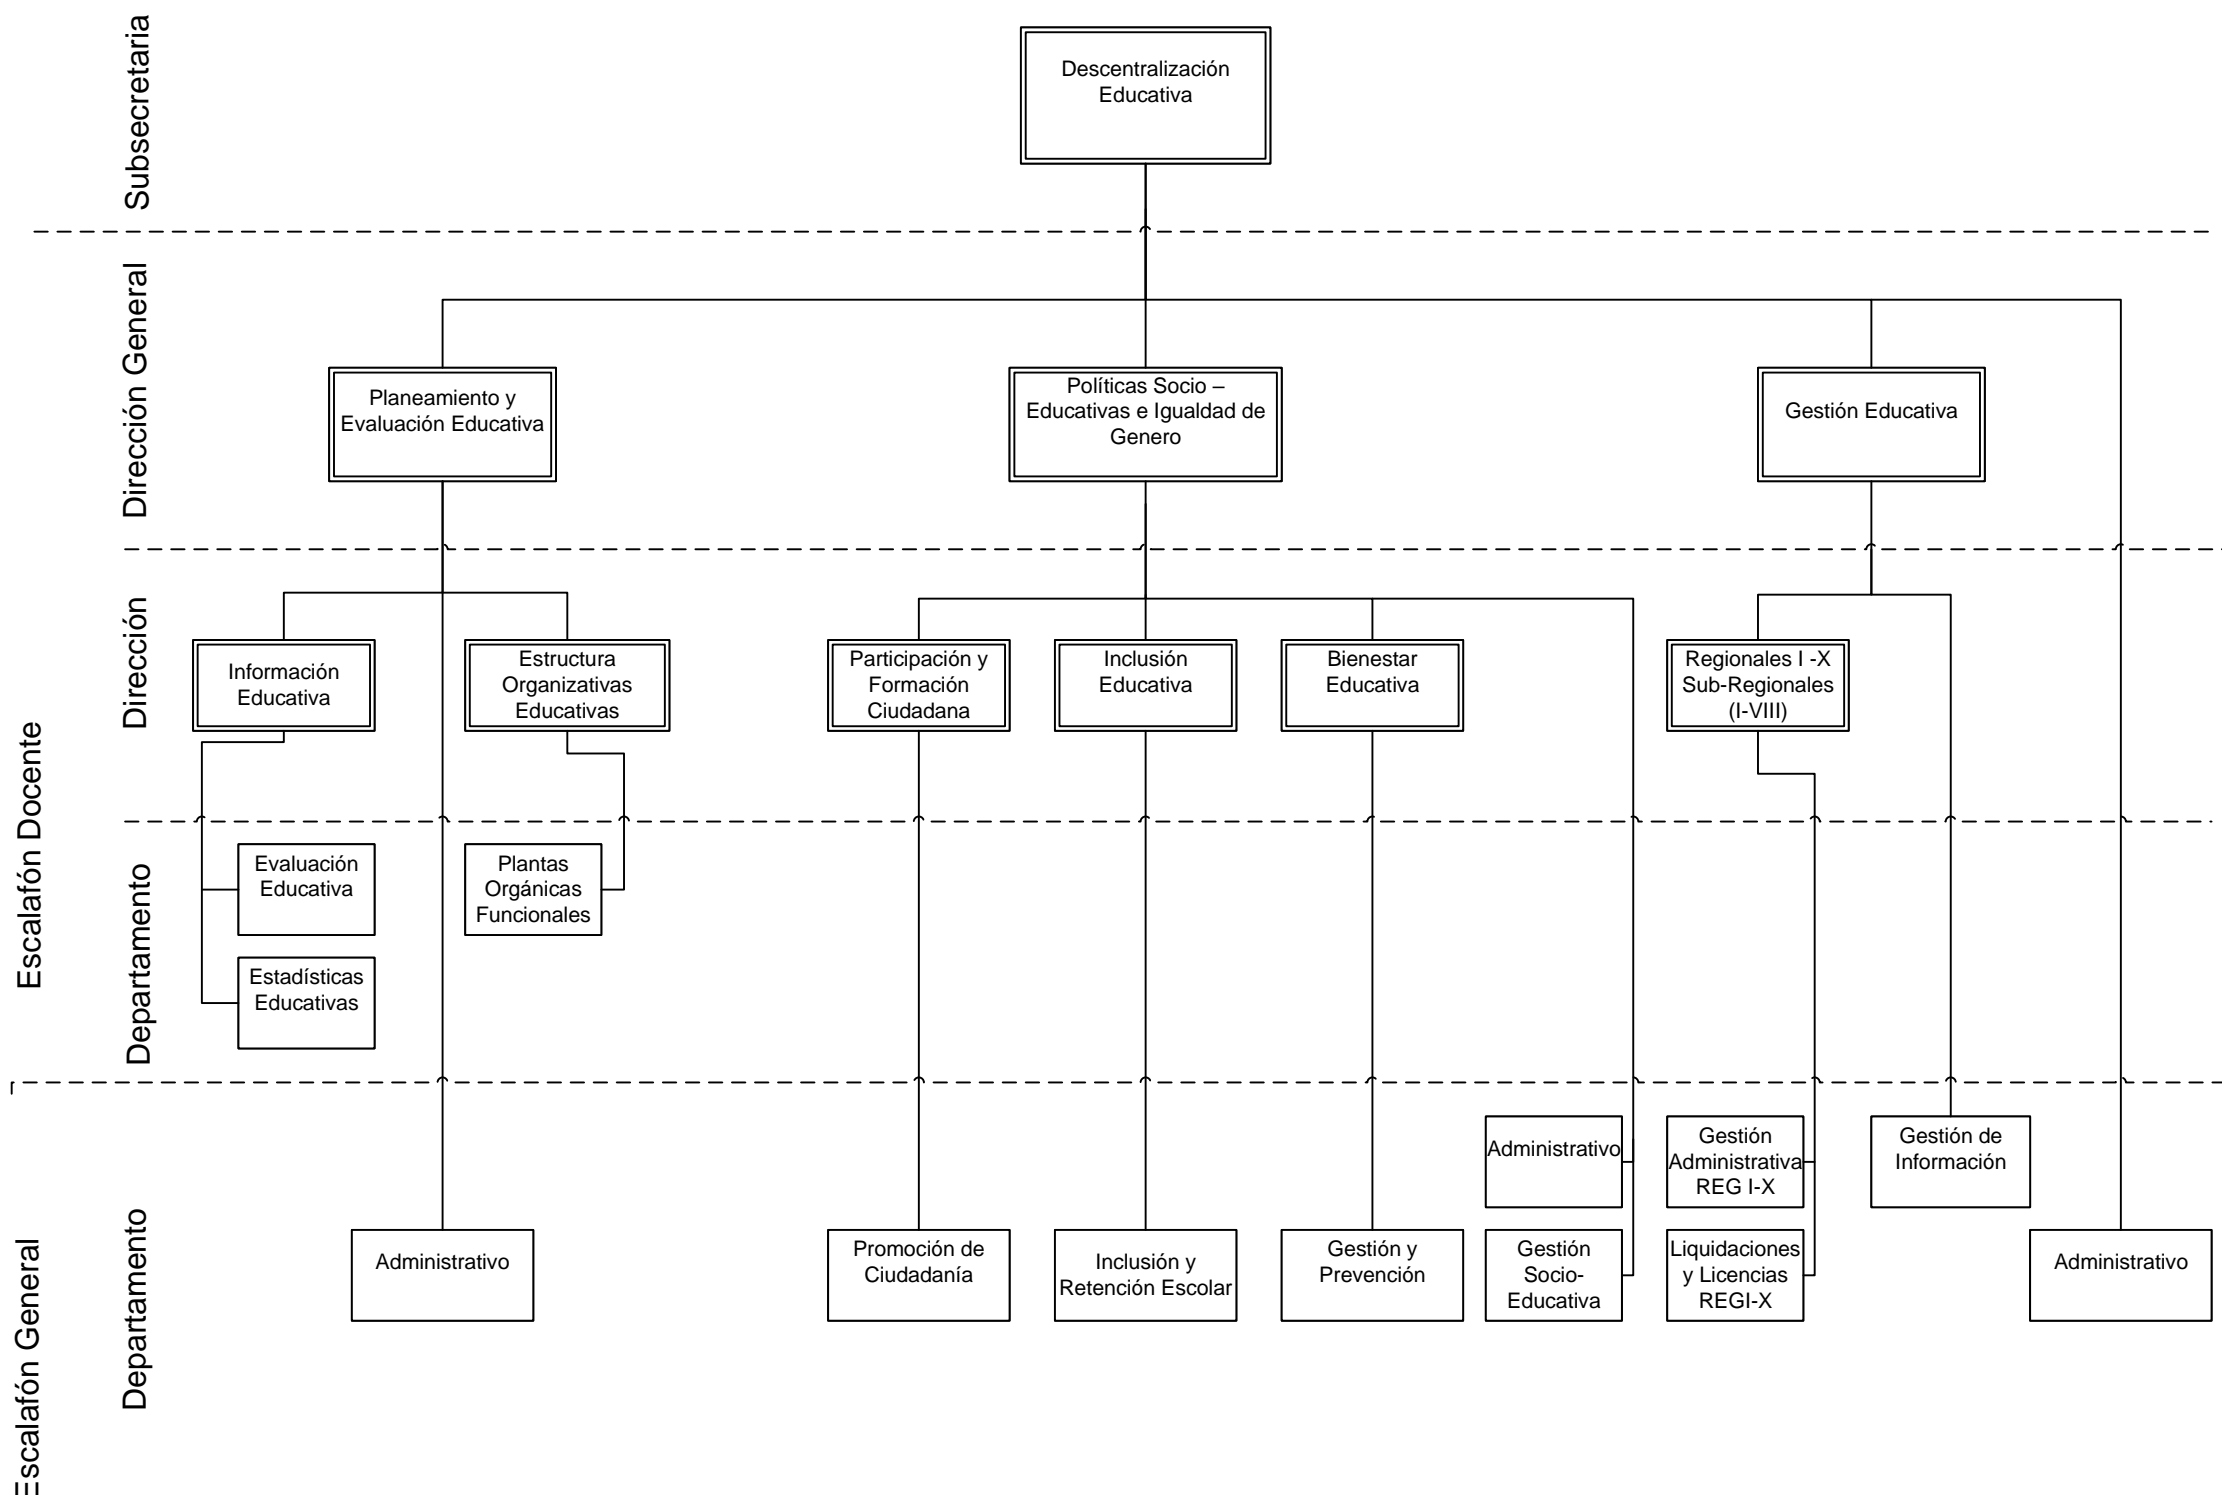 Subsecretaria
Descentralización
Educativa
Dirección General
Planeamiento y
Evaluación Educativa
Políticas Socio –
Educativas e Igualdad de
Genero
Gestión Educativa
Escalafón Docente
Dirección
Información
Educativa
Estructura
Organizativas
Educativas
Participación y
Formación
Ciudadana
Inclusión
Educativa
Bienestar
Educativa
Regionales I -X
Sub-Regionales
(I-VIII)
Departamento
Evaluación
Educativa
Plantas
Orgánicas
Funcionales
Estadísticas
Educativas
Escalafón General
Departamento
Administrativo
Gestión
Administrativa
REG I-X
Gestión de
Información
Administrativo
Promoción de
Ciudadanía
Inclusión y
Retención Escolar
Gestión y
Prevención
Gestión
Socio-
Educativa
Liquidaciones
y Licencias
REGI-X
Administrativo